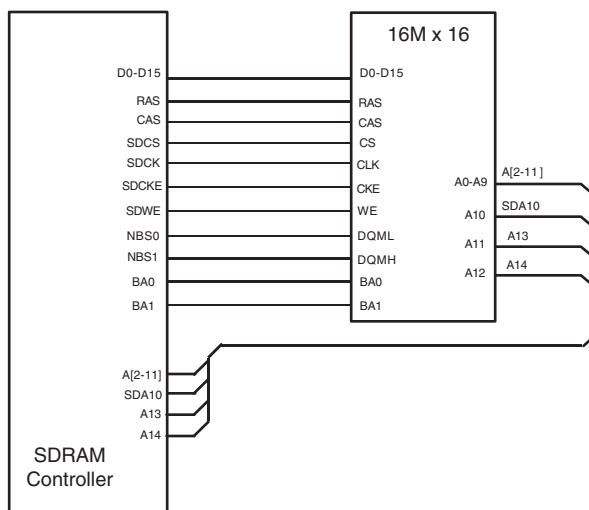 16M x 16
D0-D15 D0-D15
RAS RAS
CAS CAS
SDCS CS
SDCK CLK
SDCKE CKE
SDWE WE
NBS0 DQML
NBS1 DQMH
BA0 BA0
BA1 BA1
A0-A9 A[2-11]
A10 SDA10
A11 A13
A12 A14
A[2-11]
SDA10
A13
A14
SDRAM
Controller